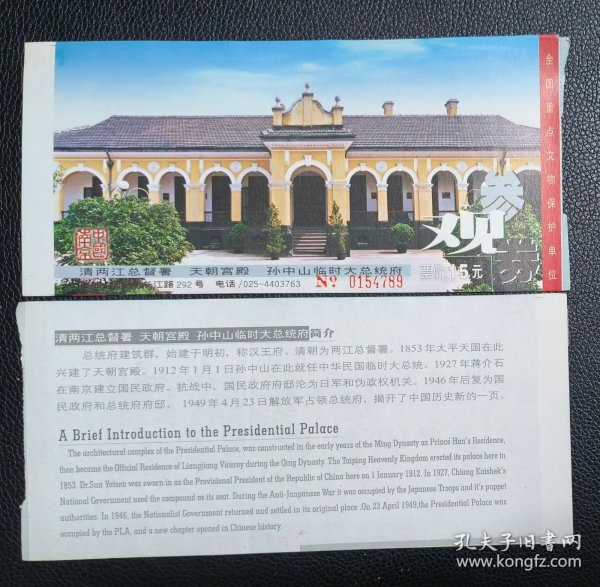 全国重点文物保护单位
参观
票价15元
中国南京
清两江总督署 天朝宫殿 孙中山临时大总统府
江路 292 号 电话 /025-4403763 № 0154789
清两江总督署 天朝宫殿 孙中山临时大总统府简介
总统府建筑群、始建于明初,称汉王府。清朝为两江总督署。1853年太平天国在此
兴建了天朝宫殿。1912年1月1日孙中山在此就任中华民国临时大总统。1927年蒋介石
在南京建立国民政府。抗战中、国民政府府邸沦为日军和伪政权机关。1946年后复为国
民政府和总统府府邸。 1949年4月23日解放军占领总统府,揭开了中国历史新的一页。
A Brief Introduction to the Presidential Palace
The architectural complex of the Presidential Palace, was constructed in the early years of the Ming Dynasty as Prince Han's Residence,
then became the Official Residence of Liangjiang Viceroy during the Qing Dynasty. The Taiping Heavenly Kingdom erected its palace here in
1853. Dr.Sun Yatsen was sworn in as the Provisional President of the Republic of China here on 1 January 1912. In 1927, Chiang Kaishek's
National Government used the compound as its seat. During the Anti-Janpanese War it was occupied by the Japanese Troops and it's puppet
authorities. In 1946, the Nationalist Government returned and settled in its original place .On 23 April 1949,the Presidential Palace was
occupied by the PLA, and a new chapter opened in Chinese history.
孔夫子旧书网
www.kongfz.com